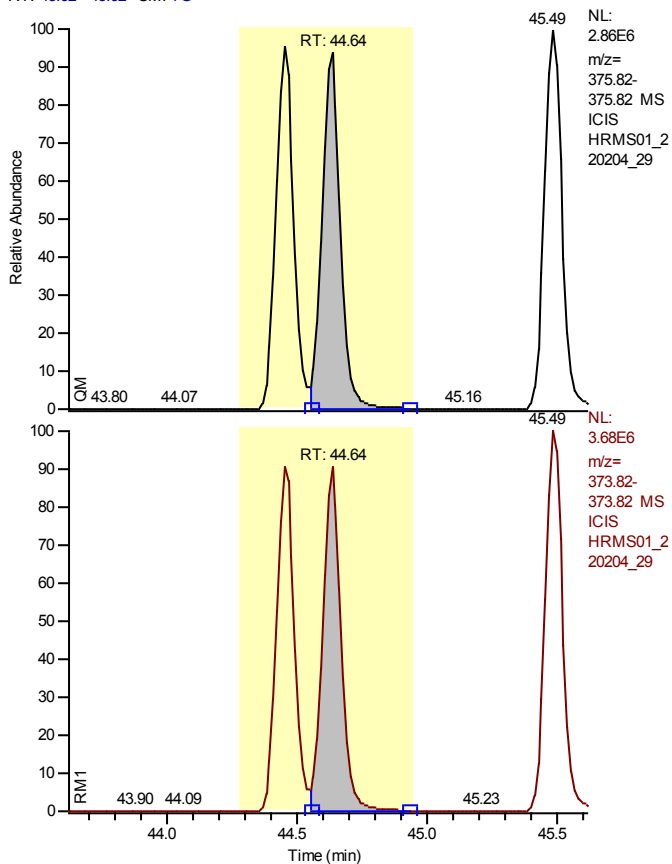 45.49
NL:
2.86E6
m/z=
375.82-
375.82 MS
ICIS
HRMS01_2
20204_29
RT: 44.64
100
90
80
70
60
50
40
30
20
10
0
Relative Abundance
QM
43.80 44.07 45.16
45.49
NL:
3.68E6
m/z=
373.82-
373.82 MS
ICIS
HRMS01_2
20204_29
RT: 44.64
100
90
80
70
60
50
40
30
20
10
0
RM1
43.90 44.09 45.23
44.0 44.5 45.0 45.5
Time (min)